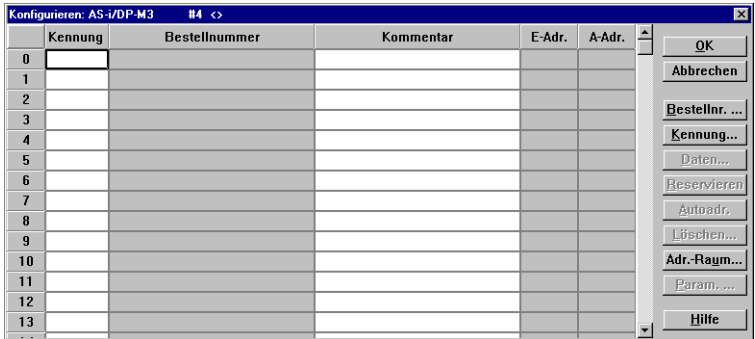 Konfigurieren: AS-i/DP-M3 #4 <>
Kennung Bestellnummer Kommentar E-Adr. A-Adr.
0
1
2
3
4
5
6
7
8
9
10
11
12
13
OK
Abbrechen
Bestellnr. ...
Kennung...
Daten...
Reservieren
Autoadr.
Löschen...
Adr.-Raum...
Param. ...
Hilfe